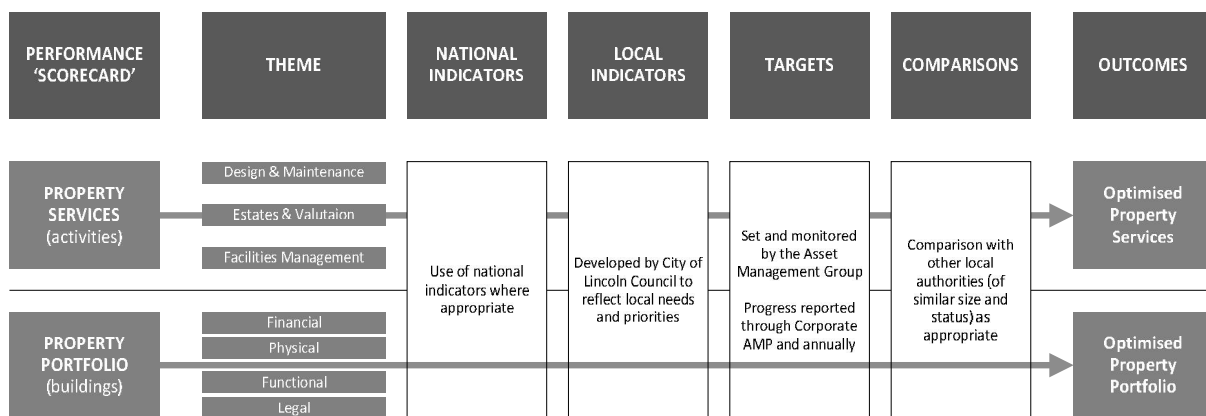 PERFORMANCE
‘SCORECARD’
THEME
NATIONAL
INDICATORS
LOCAL
INDICATORS
TARGETS
COMPARISONS
OUTCOMES
PROPERTY
SERVICES
(activities)
Design & Maintenance
Estates & Valutaion
Facilities Management
Use of national
indicators where
appropriate
Developed by City of
Lincoln Council to
reflect local needs
and priorities
Set and monitored
by the Asset
Management Group
Progress reported
through Corporate
AMP and annually
Comparison with
other local
authorities (of
similar size and
status) as
appropriate
Optimised
Property
Services
PROPERTY
PORTFOLIO
(buildings)
Financial
Physical
Functional
Legal
Optimised
Property
Portfolio